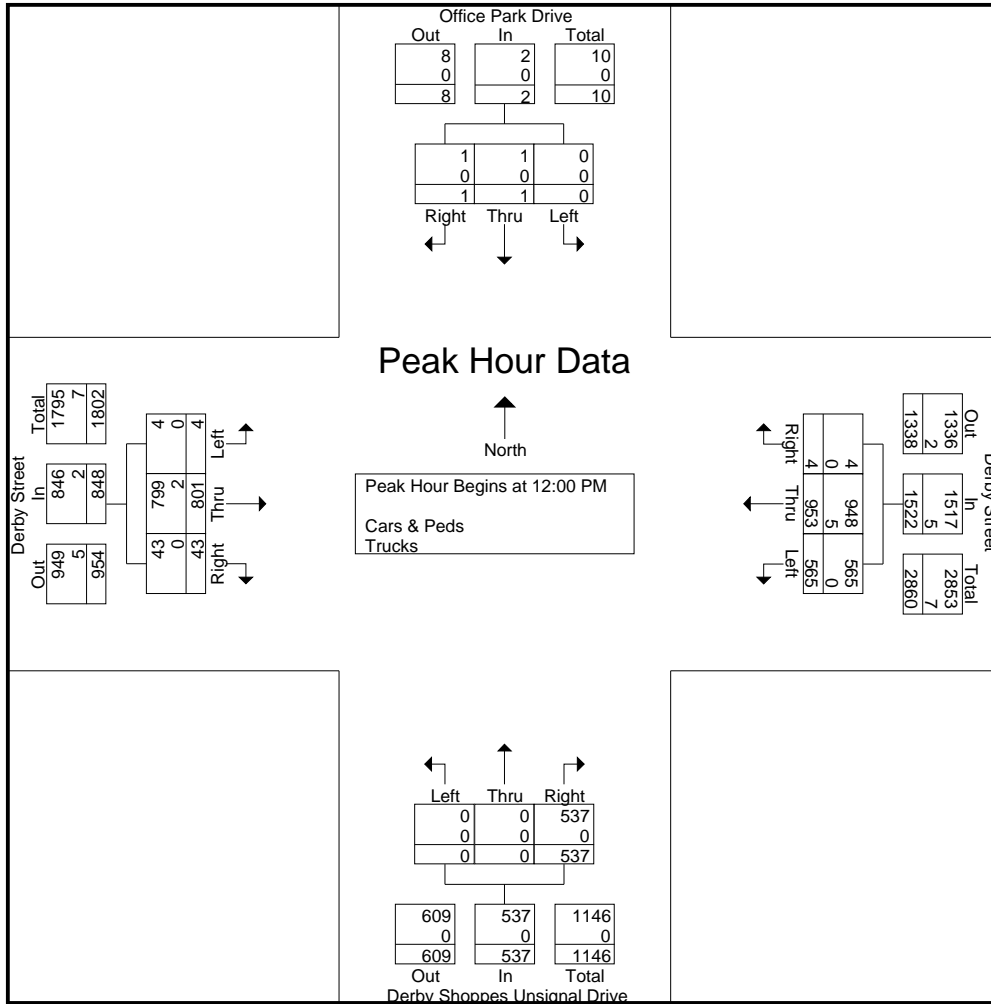 Office Park Drive
Out In Total
8 2 10
0 0 0
8 2 10
1 1 0
0 0 0
1 1 0
Right Thru Left
Peak Hour Data
North
Peak Hour Begins at 12:00 PM
Cars & Peds
Trucks
Derby Street
Total In Out
1795 846 949
7 2 5
1802 848 954
4 799 43
0 2 0
4 801 43
Left Thru Right
Derby Street
Out In Total
1336 1517 2853
2 5 7
1338 1522 2860
4 948 565
0 5 0
4 953 565
Right Thru Left
Left Thru Right
0 0 537
0 0 0
0 0 537
609 537 1146
0 0 0
609 537 1146
Out In Total
Derby Shoppes Unsignal Drive